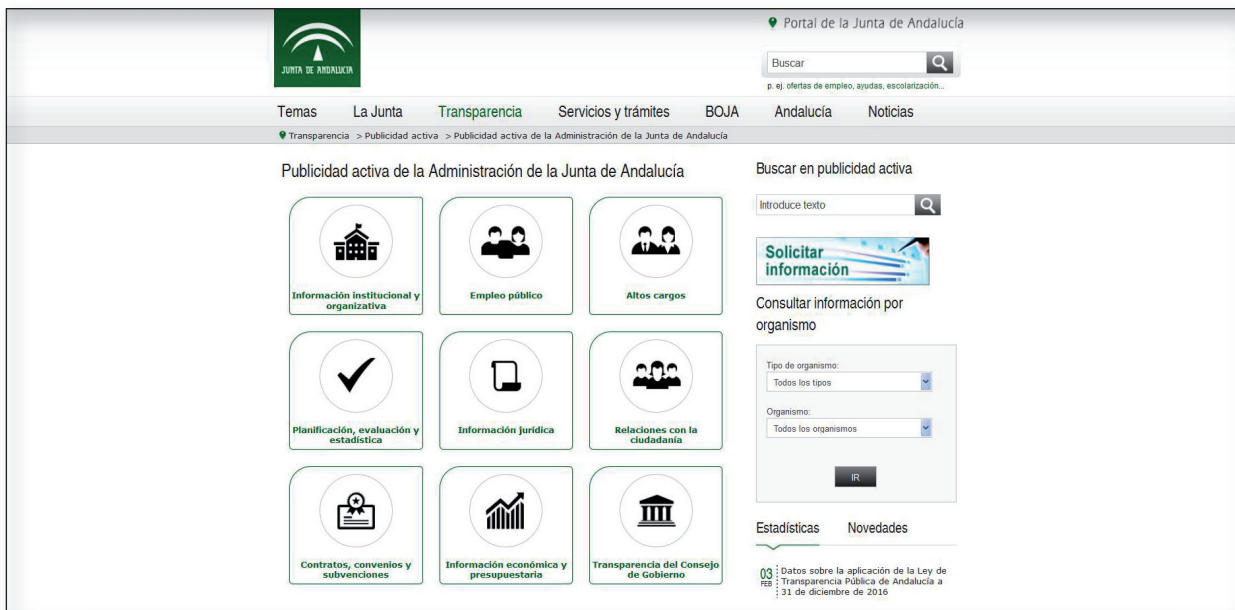 Portal de la Junta de Andalucía
JUNTA DE ANDALUCIA
Buscar
p. ej. ofertas de empleo, ayudas, escolarización...
Temas La Junta Transparencia Servicios y trámites BOJA Andalucía Noticias
Transparencia > Publicidad activa > Publicidad activa de la Administración de la Junta de Andalucía
Publicidad activa de la Administración de la Junta de Andalucía
Información institucional y
organizativa
Empleo público
Altos cargos
Planificación, evaluación y
estadística
Información jurídica
Relaciones con la
ciudadanía
Contratos, convenios y
subvenciones
Información económica y
presupuestaria
Transparencia del Consejo
de Gobierno
Buscar en publicidad activa
Introduce texto
Solicitar
información
Consultar información por
organismo
Tipo de organismo:
Todos los tipos
Organismo:
Todos los organismos
IR
Estadísticas Novedades
03
FEB
Datos sobre la aplicación de la Ley de
Transparencia Pública de Andalucía a
31 de diciembre de 2016